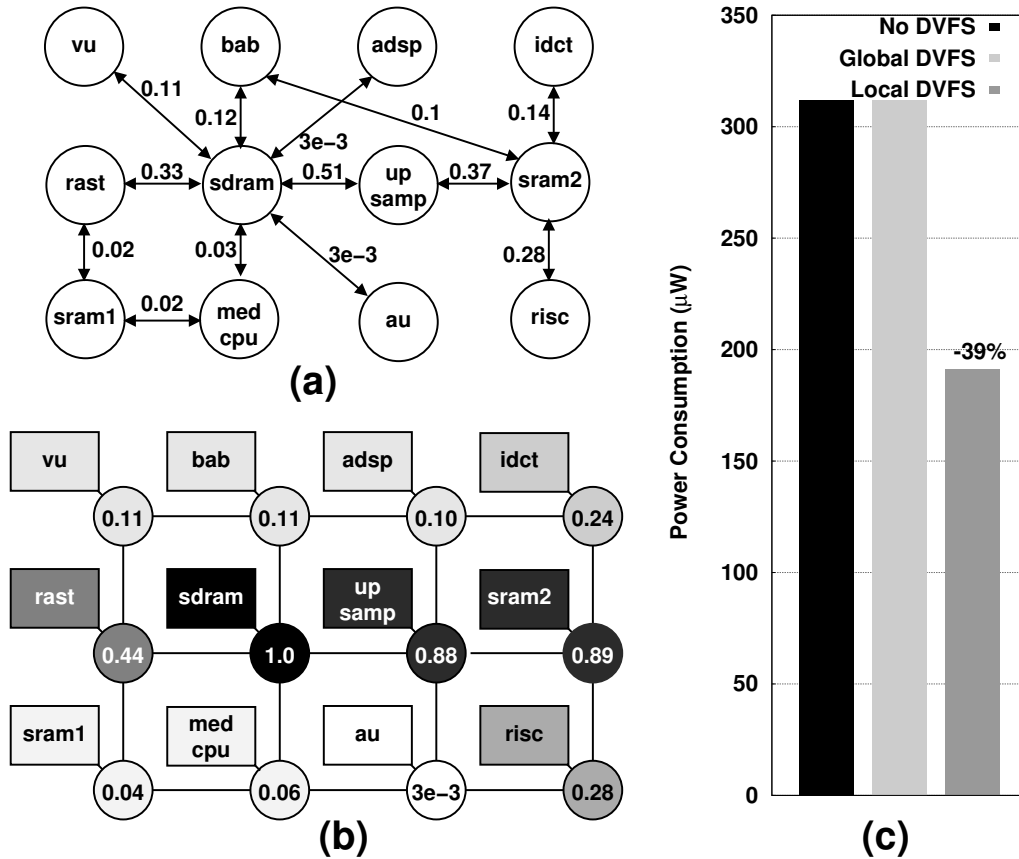 vu
bab
adsp
idct
0.11
0.12
3e−3
0.1
0.14
rast
0.33
sdram
0.51
up
samp
0.37
sram2
0.02
0.03
3e−3
0.28
sram1
0.02
med
cpu
au
risc
(a)
vu
bab
adsp
idct
0.11
0.11
0.10
0.24
rast
sdram
up
samp
sram2
0.44
1.0
0.88
0.89
sram1
med
cpu
au
risc
0.04
0.06
3e−3
0.28
(b)
No DVFS
Global DVFS
Local DVFS
Power Consumption (μW)
350
300
250
200
150
100
50
0
-39%
(c)